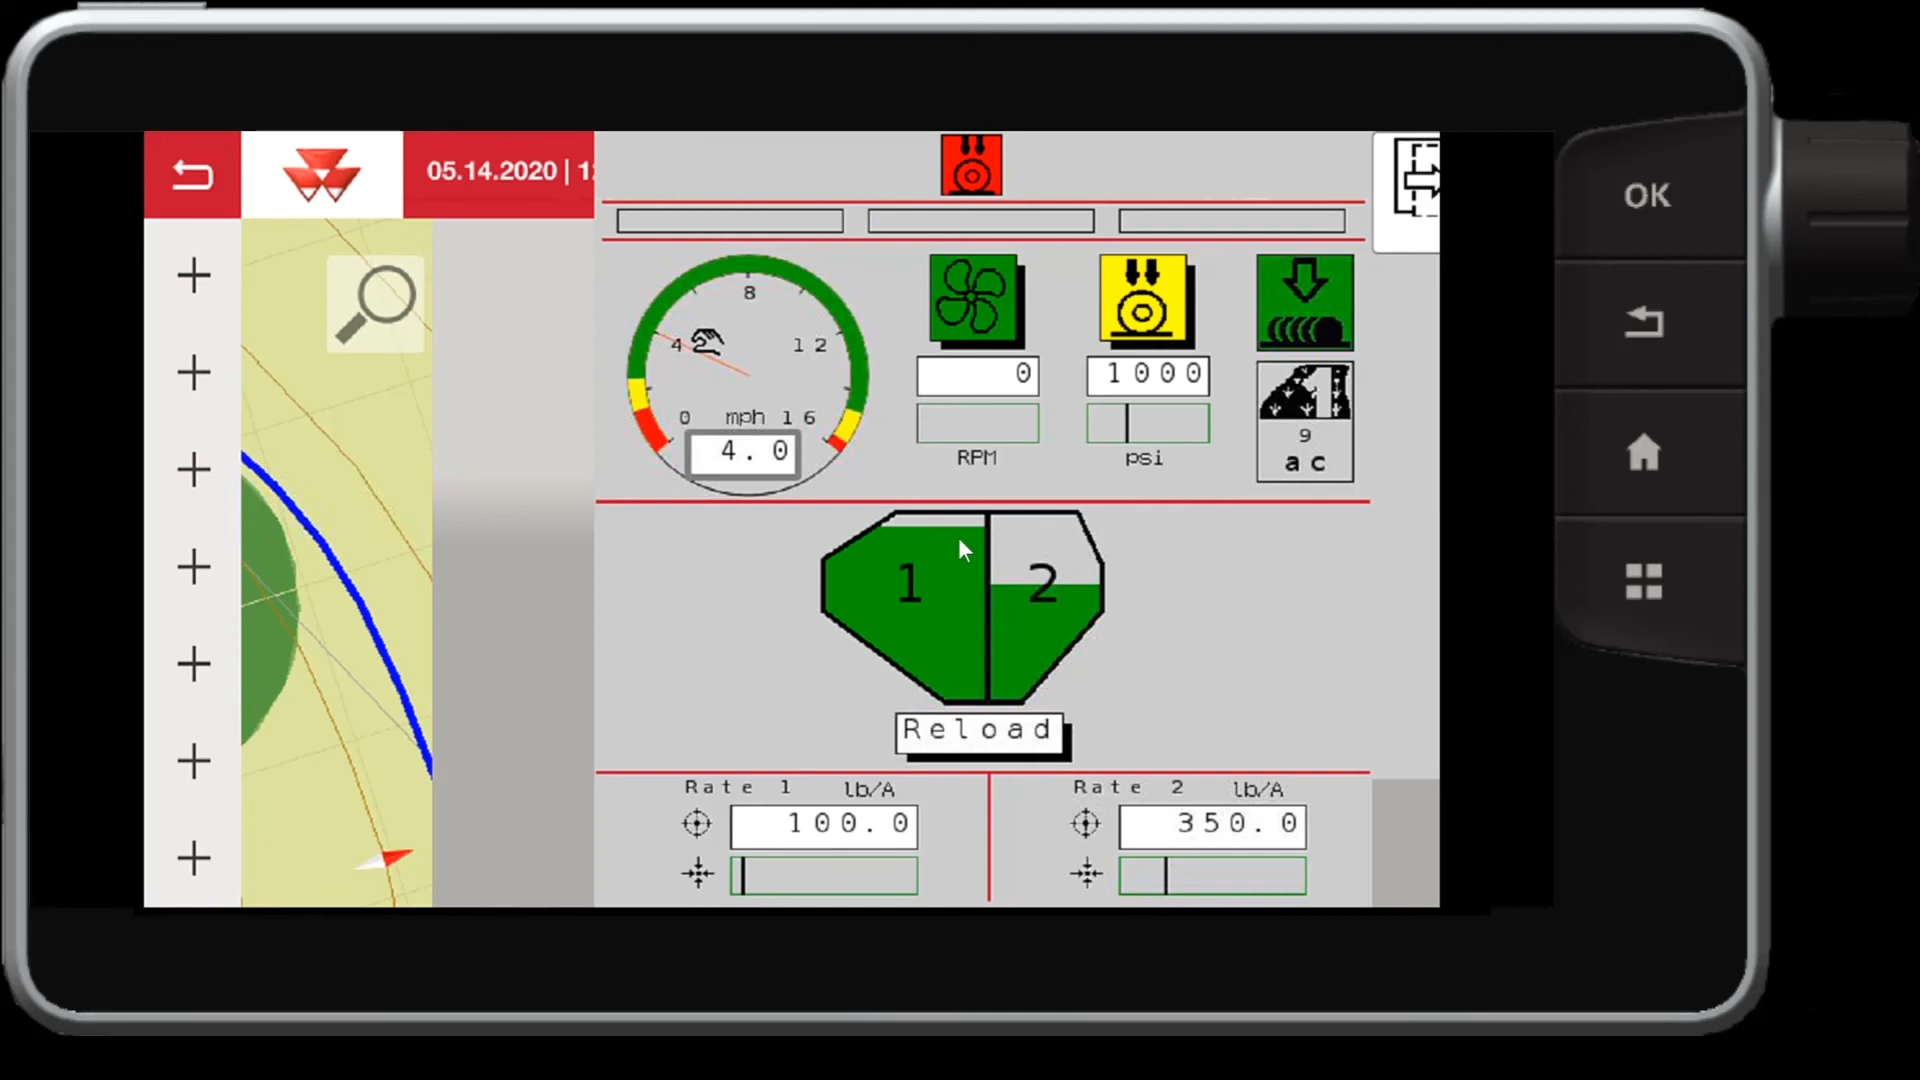 05.14.2020 | 1
OK
8
4
12
0 mph 16
4.0
0
RPM
1000
psi
9
ac
1
2
Reload
Rate 1 lb/A
100.0
Rate 2 lb/A
350.0